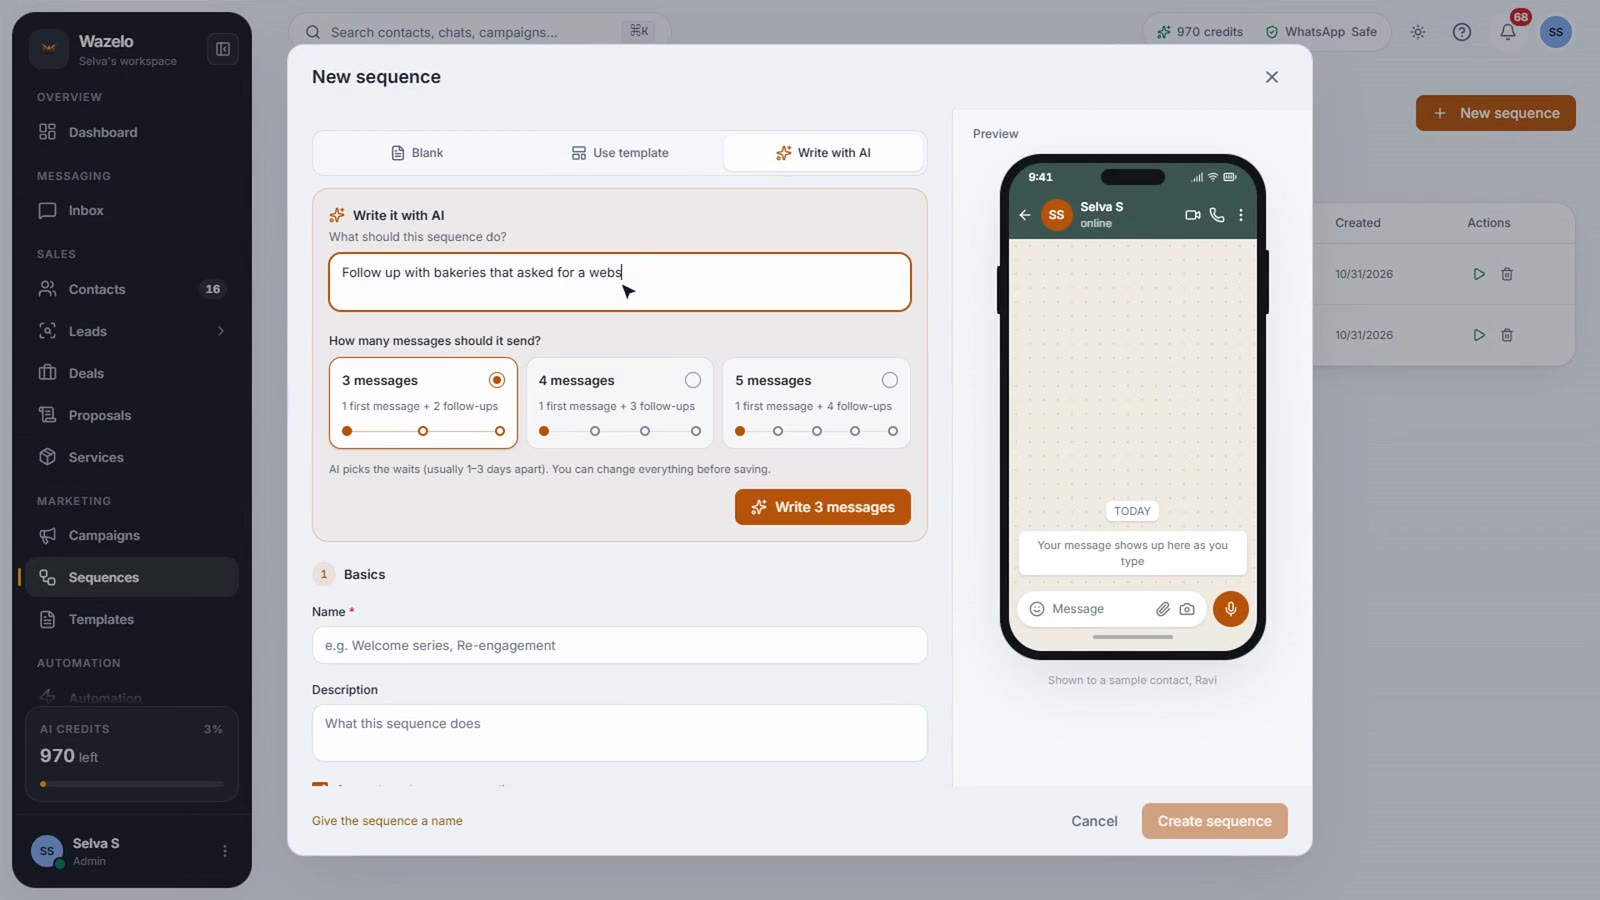 Wazelo
Selva's workspace
OVERVIEW
Dashboard
MESSAGING
Inbox
SALES
Contacts 16
Leads
Deals
Proposals
Services
MARKETING
Campaigns
Sequences
Templates
AUTOMATION
Automation
AI CREDITS 3%
970 left
SS Selva S
Admin
Search contacts, chats, campaigns... ⌘K
970 credits WhatsApp Safe 68 SS
New sequence
Created Actions
10/31/2026
10/31/2026
New sequence
Blank Use template Write with AI
Write it with AI
What should this sequence do?
Follow up with bakeries that asked for a webs
How many messages should it send?
3 messages 4 messages 5 messages
1 first message + 2 follow-ups 1 first message + 3 follow-ups 1 first message + 4 follow-ups
AI picks the waits (usually 1–3 days apart). You can change everything before saving.
Write 3 messages
1 Basics
Name *
e.g. Welcome series, Re-engagement
Description
What this sequence does
Give the sequence a name
Cancel Create sequence
Preview
9:41
SS Selva S
online
TODAY
Your message shows up here as you
type
Message
Shown to a sample contact, Ravi